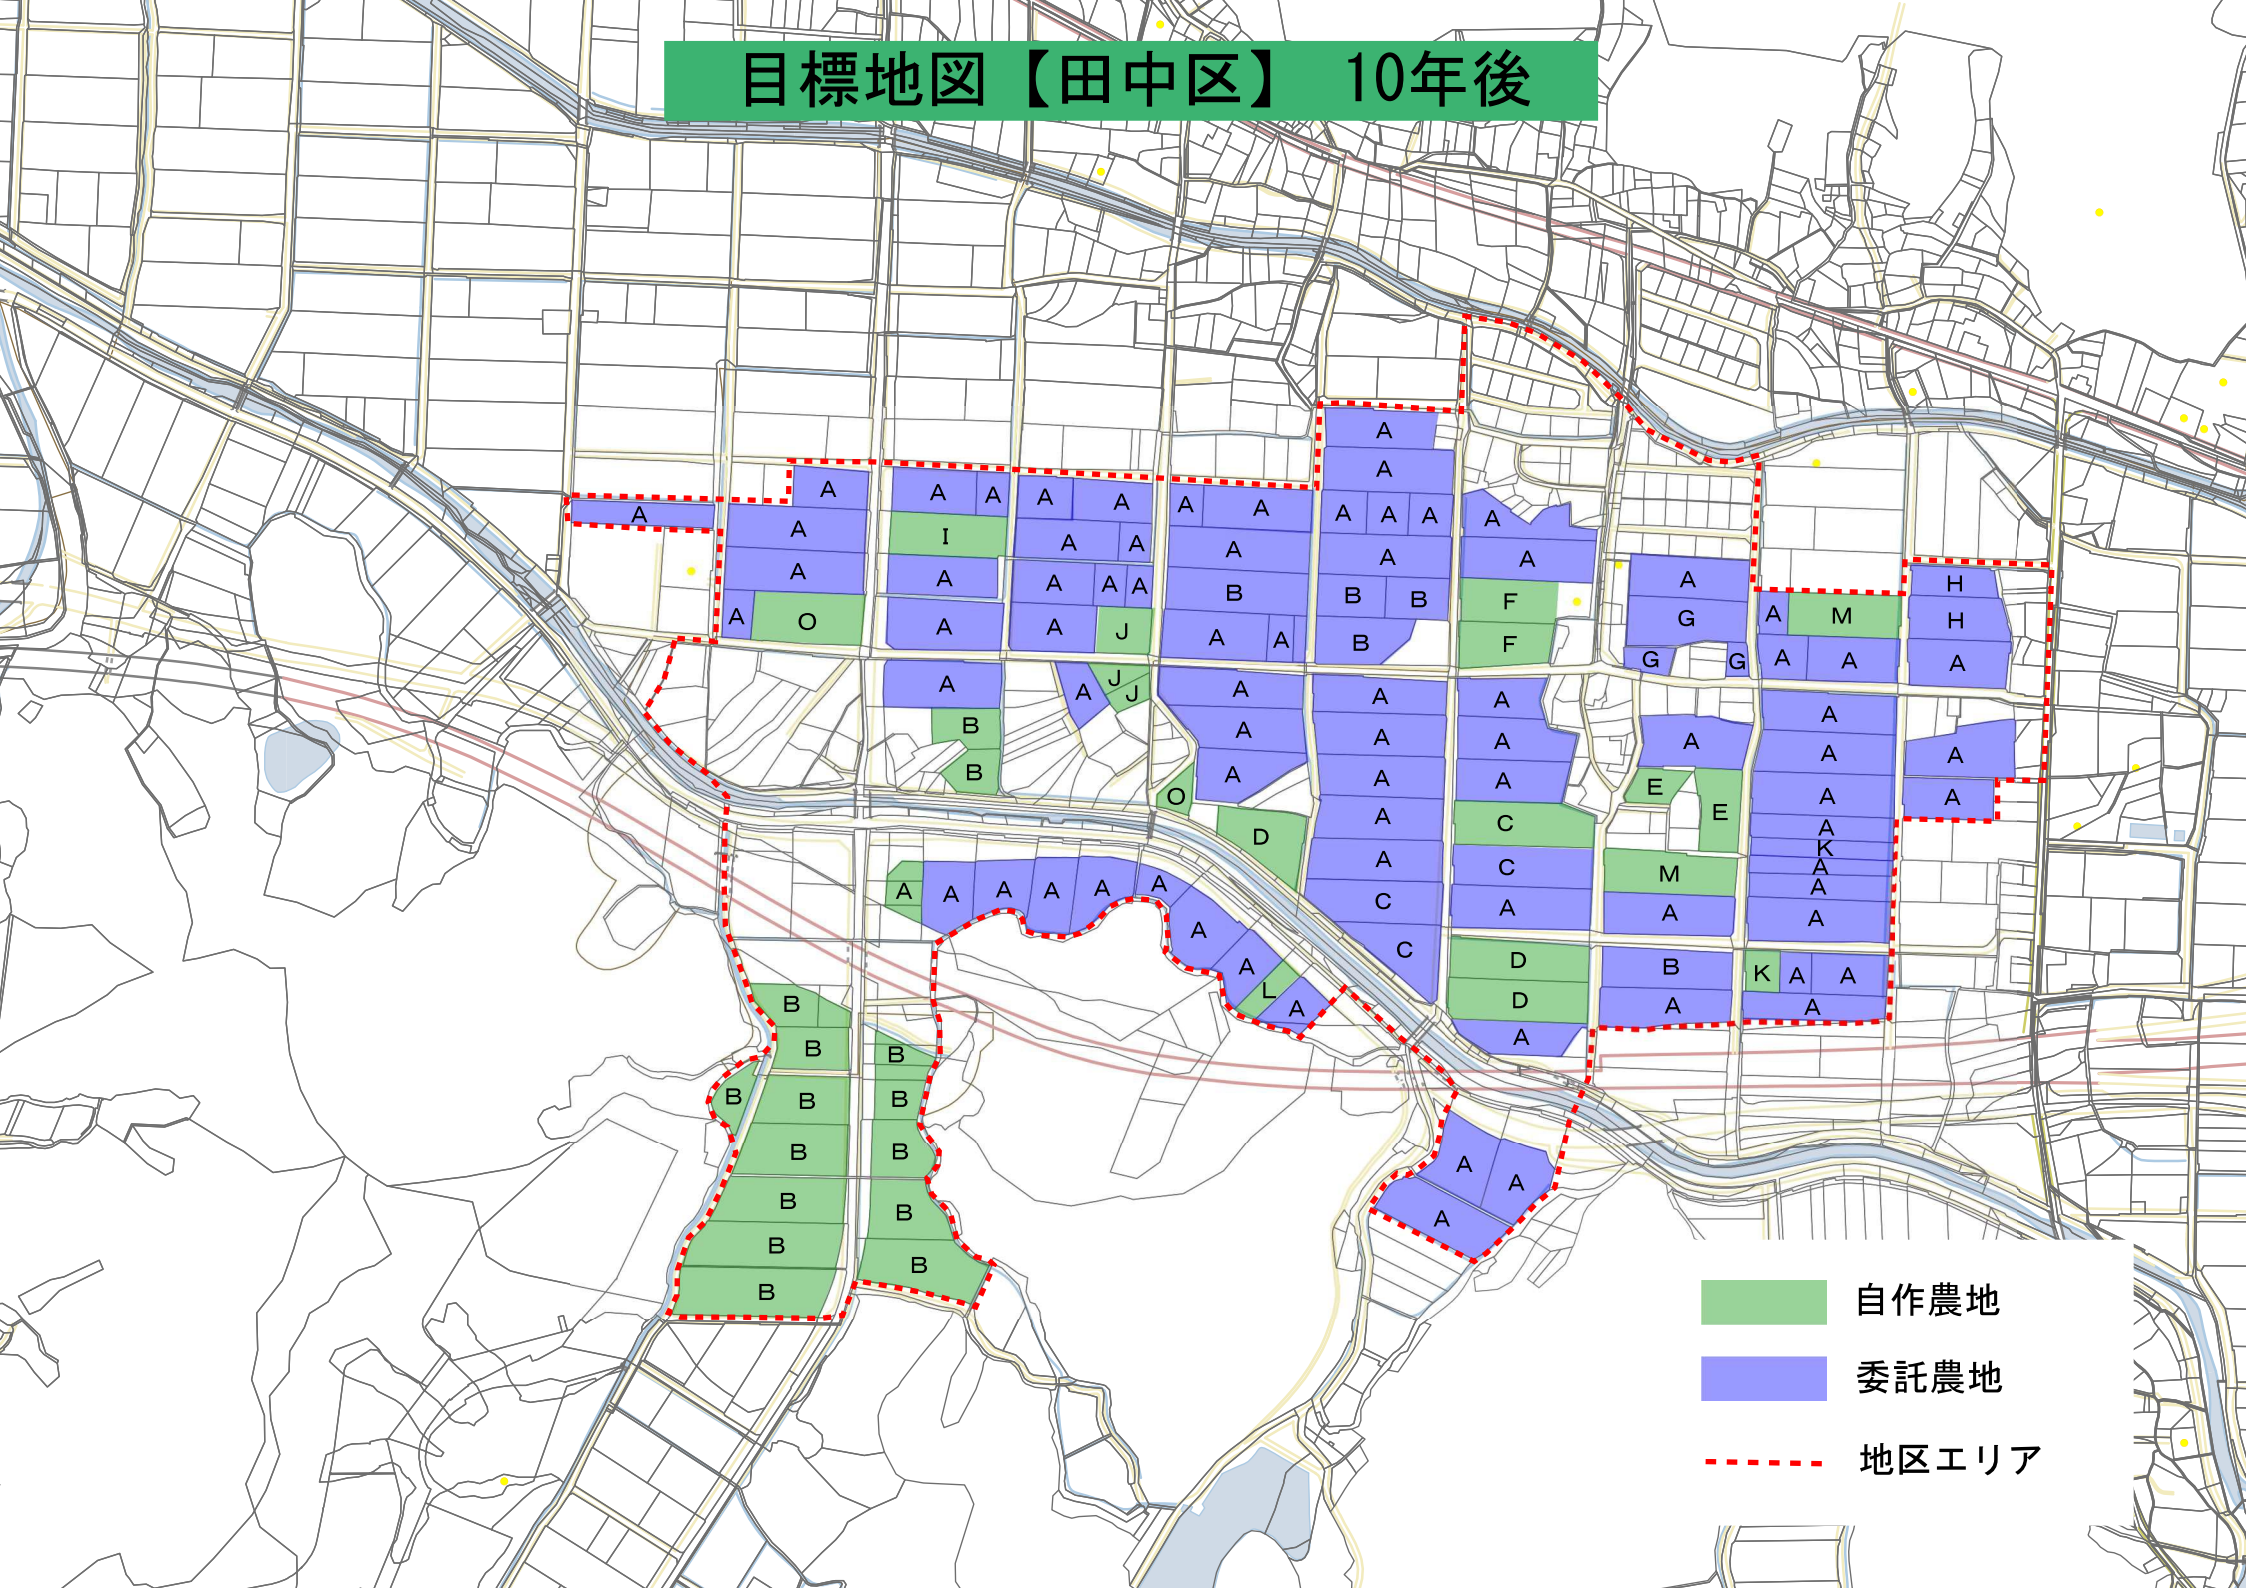 目標地図【田中区】 10年後
A
A
A A A A A A A A A A A
A A A A A
A A A A
I A A A A A
A A A A A A A A G
O A B B B F A M H
A A A J A A B F G H
G G A A A
A A J J A A A A
B A A A A A A
B A A A A A A
O E E A
D A C A
K
C A A M A
A A A A A A A A A
A C A A A
C D B K A A
A L A D A A
B A A
B B
B B B
B B
B B A A
B B A
B B
自作農地
委託農地
地区エリア